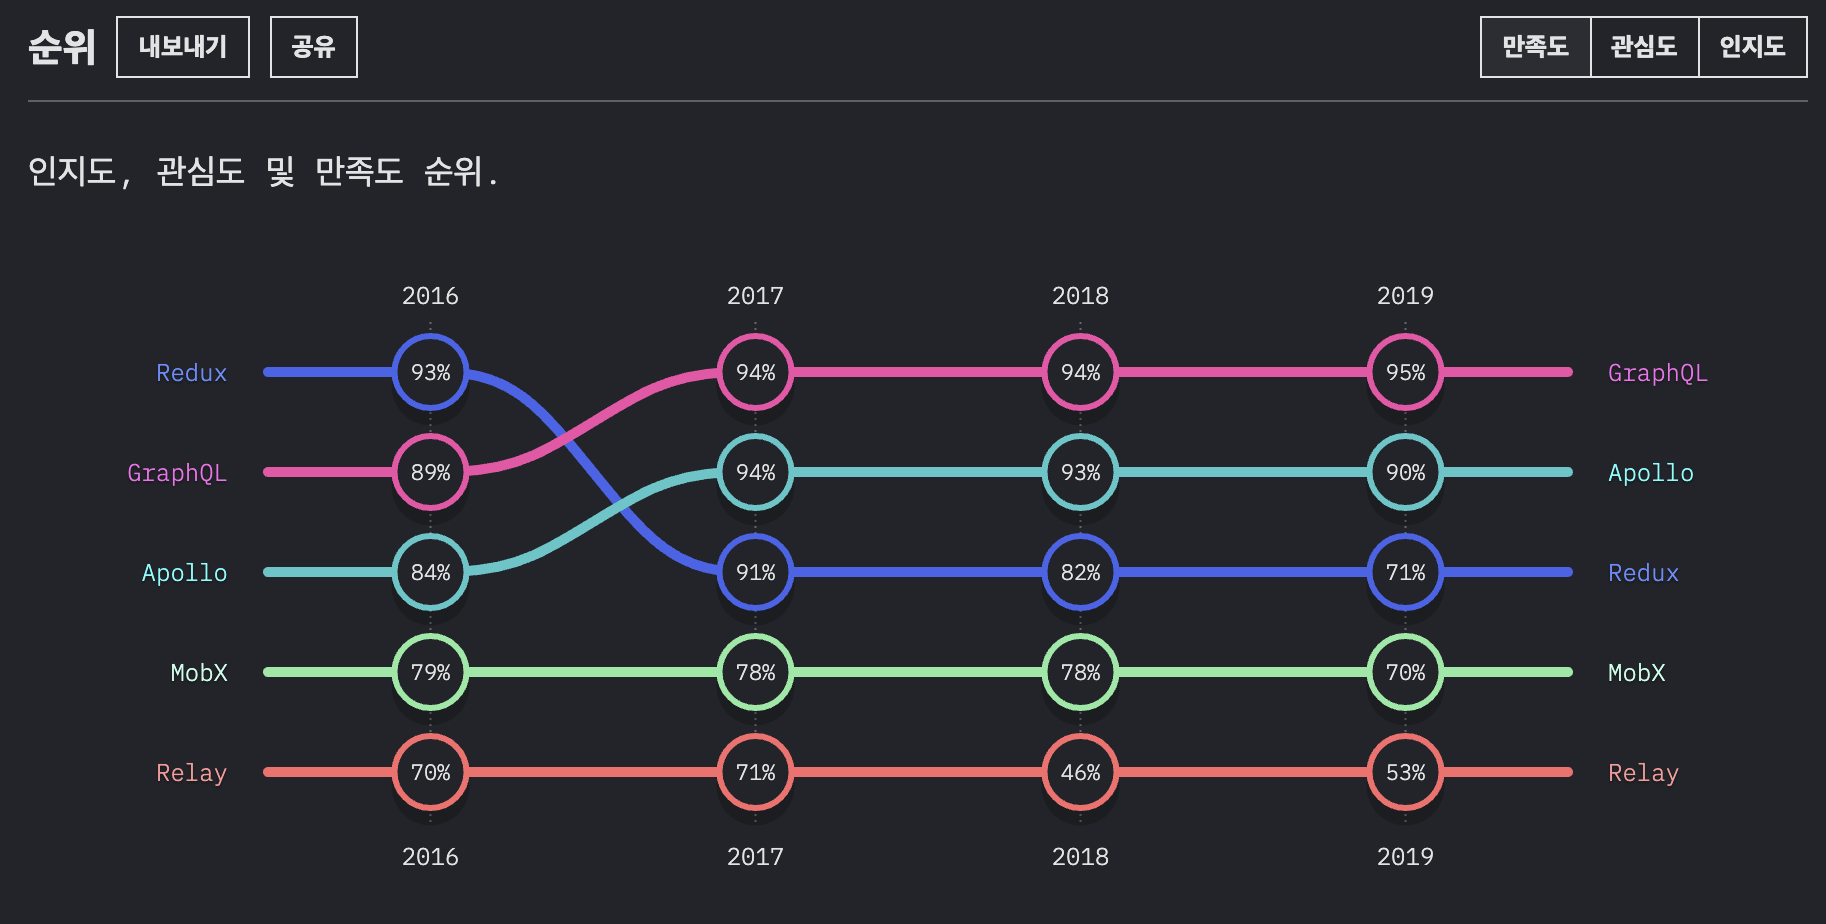 순위 내보내기 공유 만족도 관심도 인지도
인지도, 관심도 및 만족도 순위.
2016 2017 2018 2019
Redux 93% 94% 94% 95% GraphQL
GraphQL 89% 94% 93% 90% Apollo
Apollo 84% 91% 82% 71% Redux
MobX 79% 78% 78% 70% MobX
Relay 70% 71% 46% 53% Relay
2016 2017 2018 2019